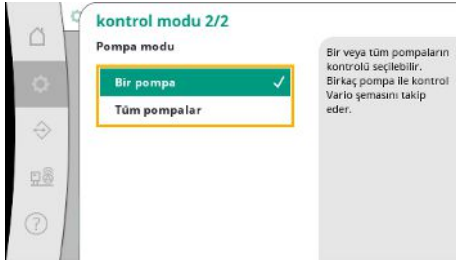 kontrol modu 2/2
Pompa modu
Bir pompa
Tüm pompalar
Bir veya tüm pompaların
kontrolü seçilebilir.
Birkaç pompa ile kontrol
Vario şemasını takip
eder.